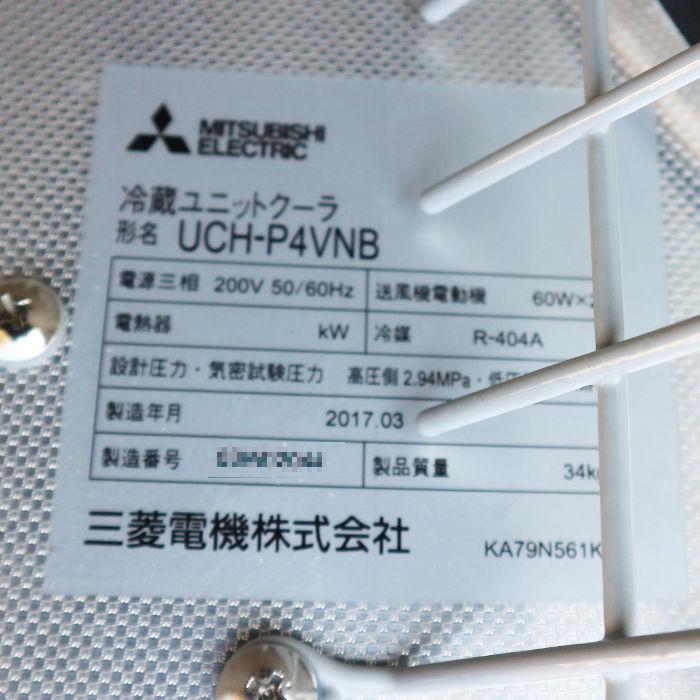 MITSUBISHI
ELECTRIC
冷蔵ユニットクーラ
形名 UCH-P4VNB
電源三相 200V 50/60Hz 送風機電動機 60W×
電熱器 kW 冷媒 R-404A
設計圧力・気密試験圧力 高圧側 2.94MPa・低圧
製造年月 2017.03
製造番号 製品質量 34kg
三菱電機株式会社 KA79N561K